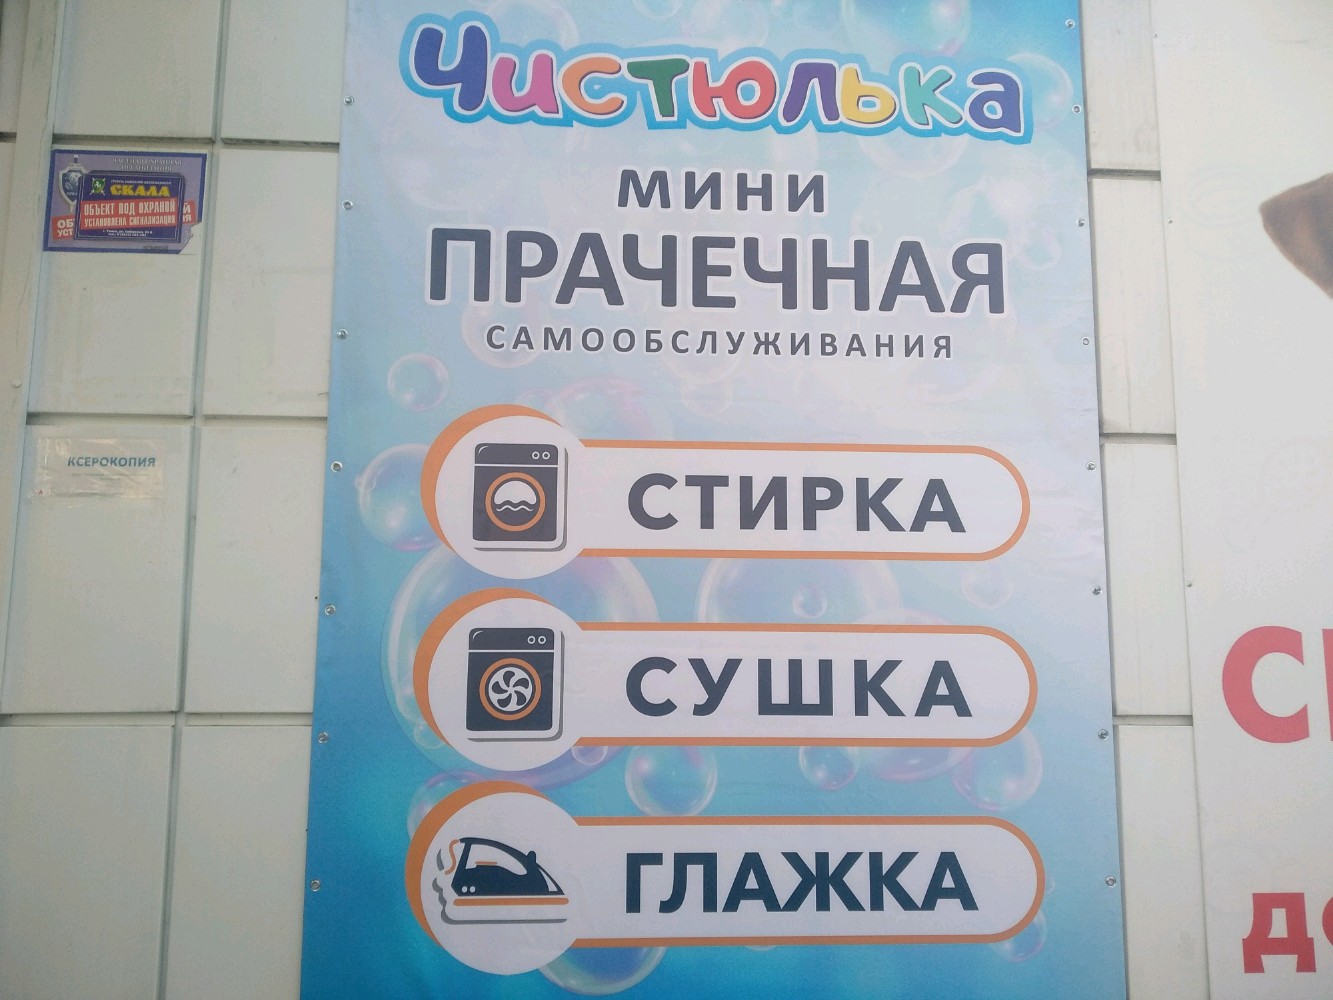 Чистюлька
МИНИ
ПРАЧЕЧНАЯ
САМООБСЛУЖИВАНИЯ
СТИРКА
СУШКА
ГЛАЖКА
СКАЛА
ОБЪЕКТ ПОД ОХРАНОЙ
УСТАНОВЛЕНА СИГНАЛИЗАЦИЯ
КСЕРОКОПИЯ